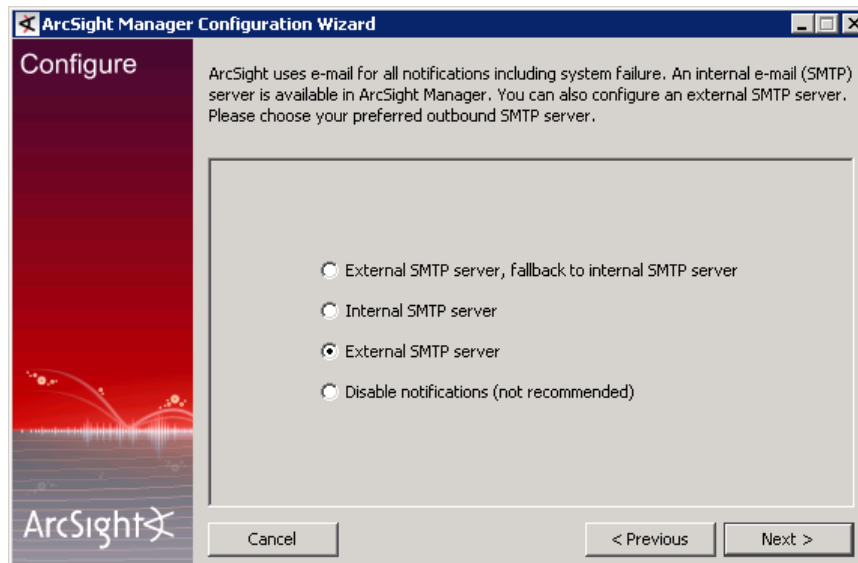 ArcSight Manager Configuration Wizard
Configure
ArcSight uses e-mail for all notifications including system failure. An internal e-mail (SMTP)
server is available in ArcSight Manager. You can also configure an external SMTP server.
Please choose your preferred outbound SMTP server.
External SMTP server, fallback to internal SMTP server
Internal SMTP server
External SMTP server
Disable notifications (not recommended)
ArcSight
Cancel
< Previous
Next >